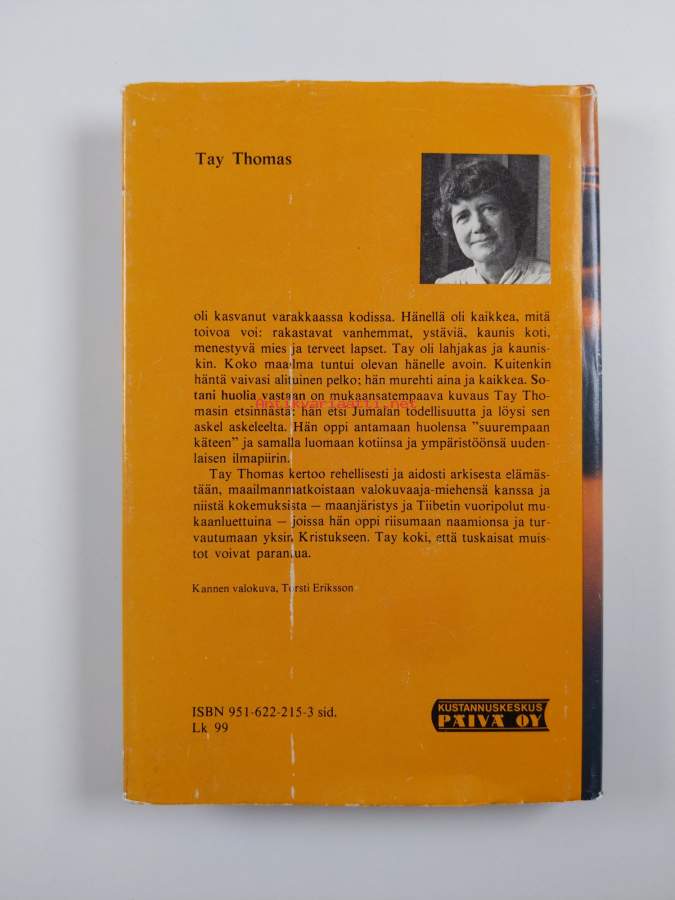 Tay Thomas
oli kasvanut varakkaassa kodissa. Hänellä oli kaikkea, mitä
toivoa voi: rakastavat vanhemmat, ystäviä, kaunis koti,
menestyvä mies ja terveet lapset. Tay oli lahjakas ja kaunis-
kin. Koko maailma tuntui olevan hänelle avoin. Kuitenkin
häntä vaivasi alituinen pelko; hän murehti aina ja kaikkea. So-
tani huolia vastaan on mukaansatempaava kuvaus Tay Tho-
masin etsinnästä: hän etsi Jumalan todellisuutta ja löysi sen
askel askeleelta. Hän oppi antamaan huolensa "suurempaan
käteen" ja samalla luomaan kotiinsa ja ympäristöönsä uuden-
laisen ilmapiirin.
Tay Thomas kertoo rehellisesti ja aidosti arkisesta elämäs-
tään, maailmanmatkoistaan valokuvaaja-miehensä kanssa ja
niistä kokemuksista — maanjäristys ja Tiibetin vuoripolut mu-
kaanluettuina — joissa hän oppi riisumaan naamionsa ja tur-
vautumaan yksin Kristukseen. Tay koki, että tuskaisat muis-
tot voivat parantua.
Kannen valokuva, Torsti Eriksson
ISBN 951-622-215-3 sid.
Lk 99
KUSTANNUSKESKUS
PÄIVÄ OY
Antikvariaatti.net